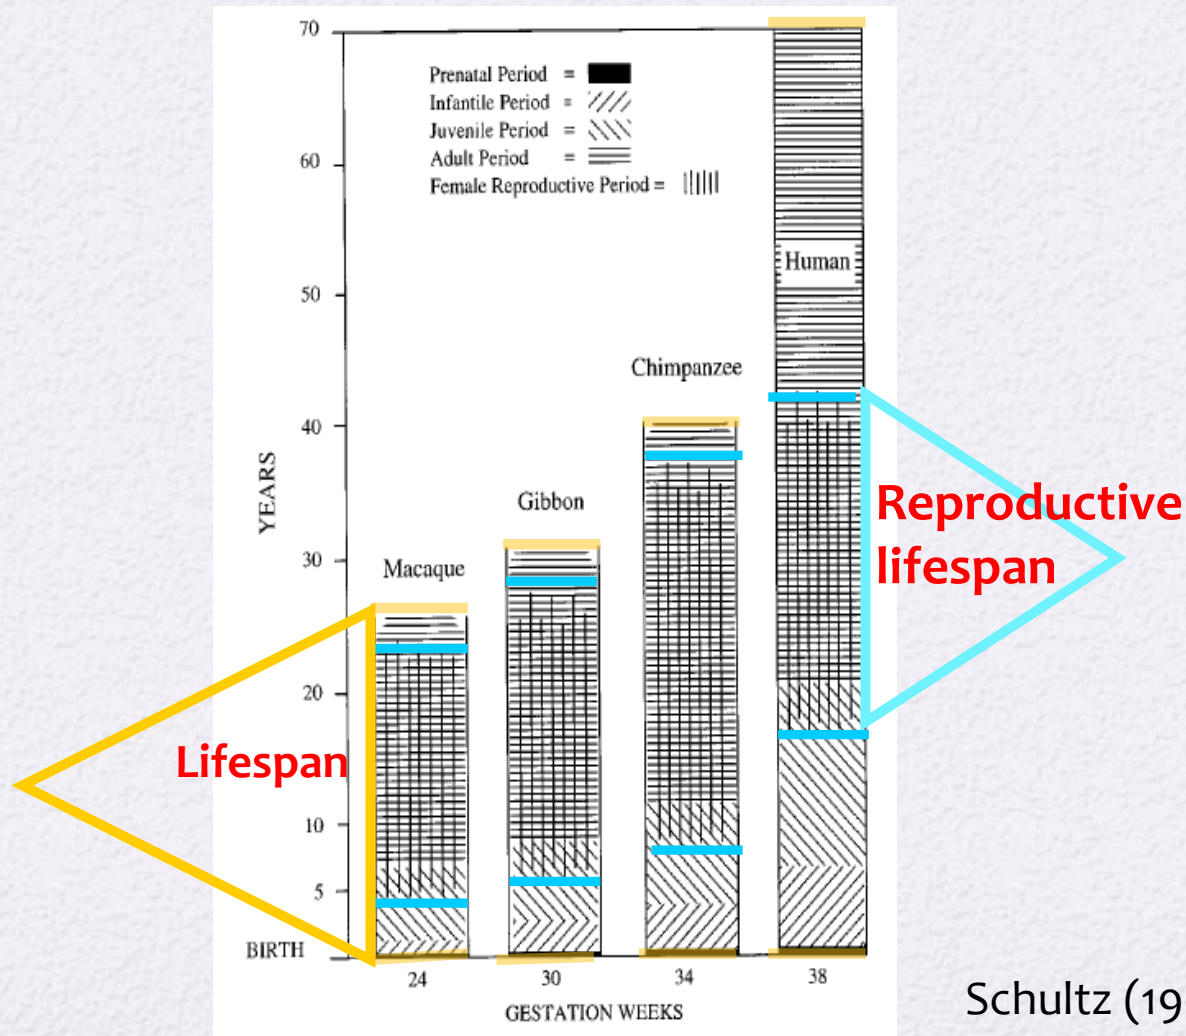 70
60
50
40
30
20
10
5
BIRTH
YEARS
Prenatal Period =
Infantile Period =
Juvenile Period =
Adult Period =
Female Reproductive Period =
Human
Chimpanzee
Gibbon
Macaque
Reproductive
lifespan
Lifespan
24 30 34 38
GESTATION WEEKS
Schultz (19